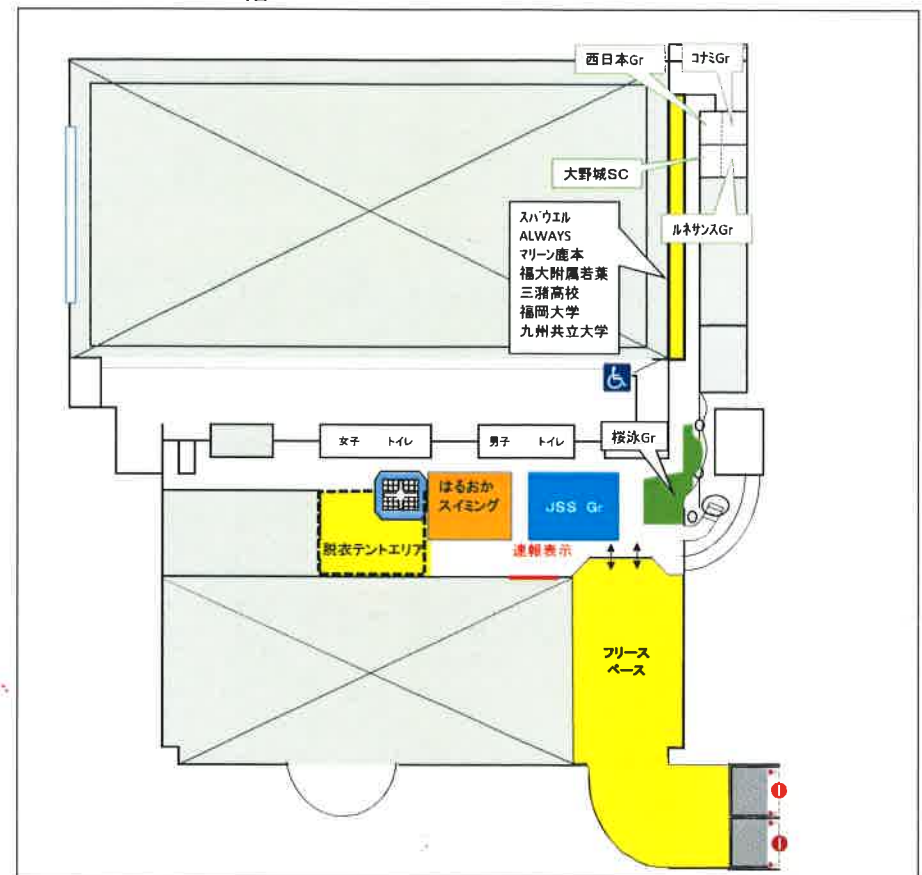 西日本Gr
コナミGr
大野城SC
ルネサンスGr
スパウエル
ALWAYS
マリーン鹿本
福大附属若葉
三潴高校
福岡大学
九州共立大学
女子 トイレ
男子 トイレ
桜泳Gr
はるおか
スイミング
JSS Gr
脱衣テントエリア
速報表示
フリース
ペース